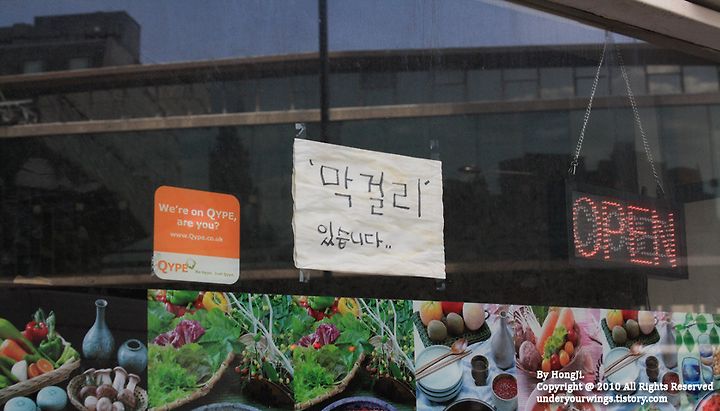 '막걸리'
있습니다..
We're on QYPE,
are you?
www.Qype.co.uk
QYPE
OPEN
By Hongji.
Copyright @ 2010 All Rights Reserved
underyourwings.tistory.com